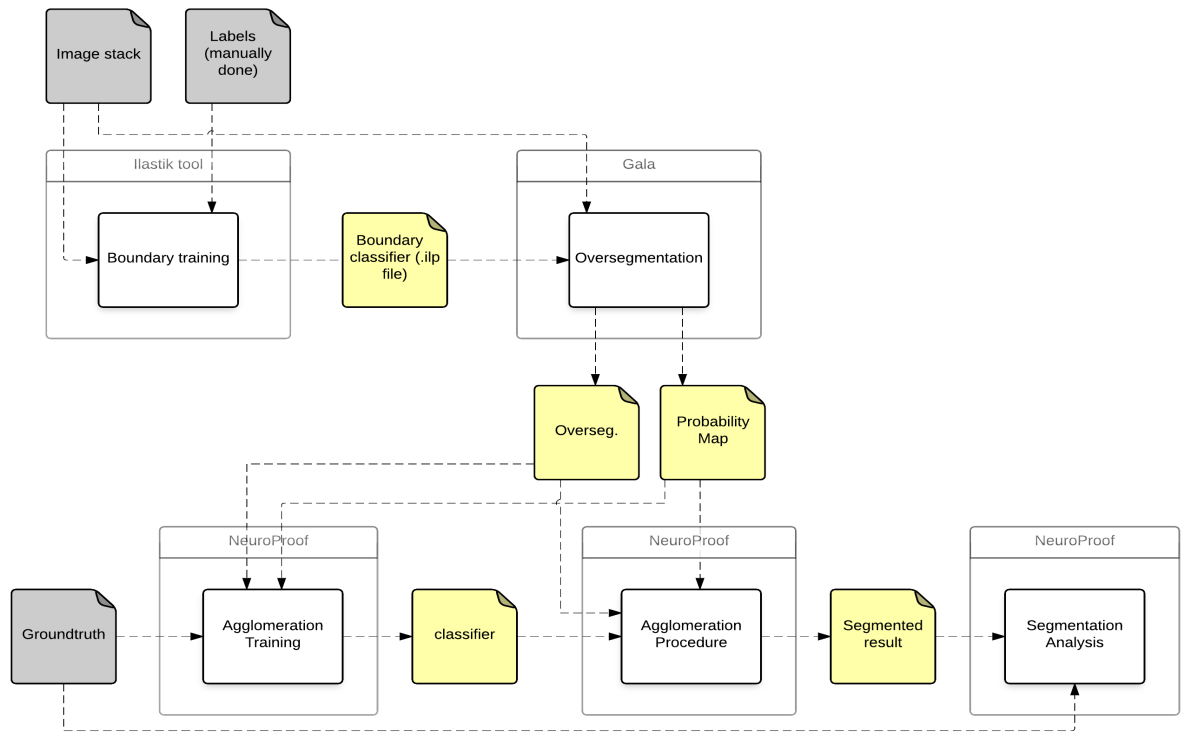 Image stack
Labels
(manually
done)
Ilastik tool
Gala
Boundary training
Boundary
classifier (.ilp
file)
Oversegmentation
Overseg.
Probability
Map
NeuroProof
NeuroProof
NeuroProof
Groundtruth
Agglomeration
Training
classifier
Agglomeration
Procedure
Segmented
result
Segmentation
Analysis